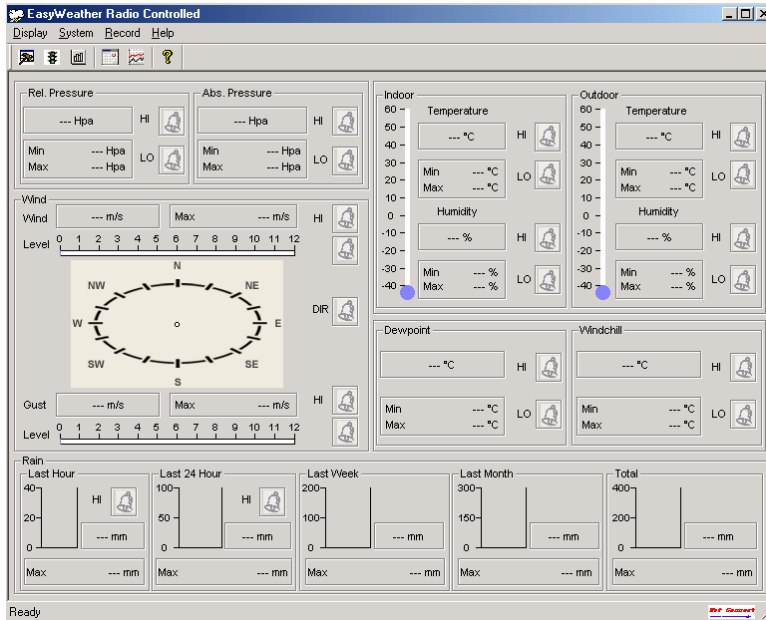 EasyWeather Radio Controlled
Display System Record Help
Rel. Pressure
--- Hpa
HI
Min --- Hpa
Max --- Hpa
LO
Abs. Pressure
--- Hpa
HI
Min --- Hpa
Max --- Hpa
LO
Wind
Wind --- m/s Max --- m/s HI
Level 0 1 2 3 4 5 6 7 8 9 10 11 12
N
NW NE
W E
DIR
SW SE
S
Gust --- m/s Max --- m/s HI
Level 0 1 2 3 4 5 6 7 8 9 10 11 12
Indoor
60
50
40
30
20
10
0
-10
-20
-30
-40
Temperature
--- °C
HI
Min --- °C
Max --- °C
LO
Humidity
--- %
HI
Min --- %
Max --- %
LO
Outdoor
60
50
40
30
20
10
0
-10
-20
-30
-40
Temperature
--- °C
HI
Min --- °C
Max --- °C
LO
Humidity
--- %
HI
Min --- %
Max --- %
LO
Dewpoint
--- °C
HI
Min --- °C
Max --- °C
LO
Windchill
--- °C
HI
Min --- °C
Max --- °C
LO
Rain
Last Hour
40
20
0
HI
--- mm
Max --- mm
Last 24 Hour
100
50
0
HI
--- mm
Max --- mm
Last Week
200
100
0
--- mm
Max --- mm
Last Month
300
150
0
--- mm
Max --- mm
Total
400
200
0
--- mm
Max --- mm
Ready
Not Connect